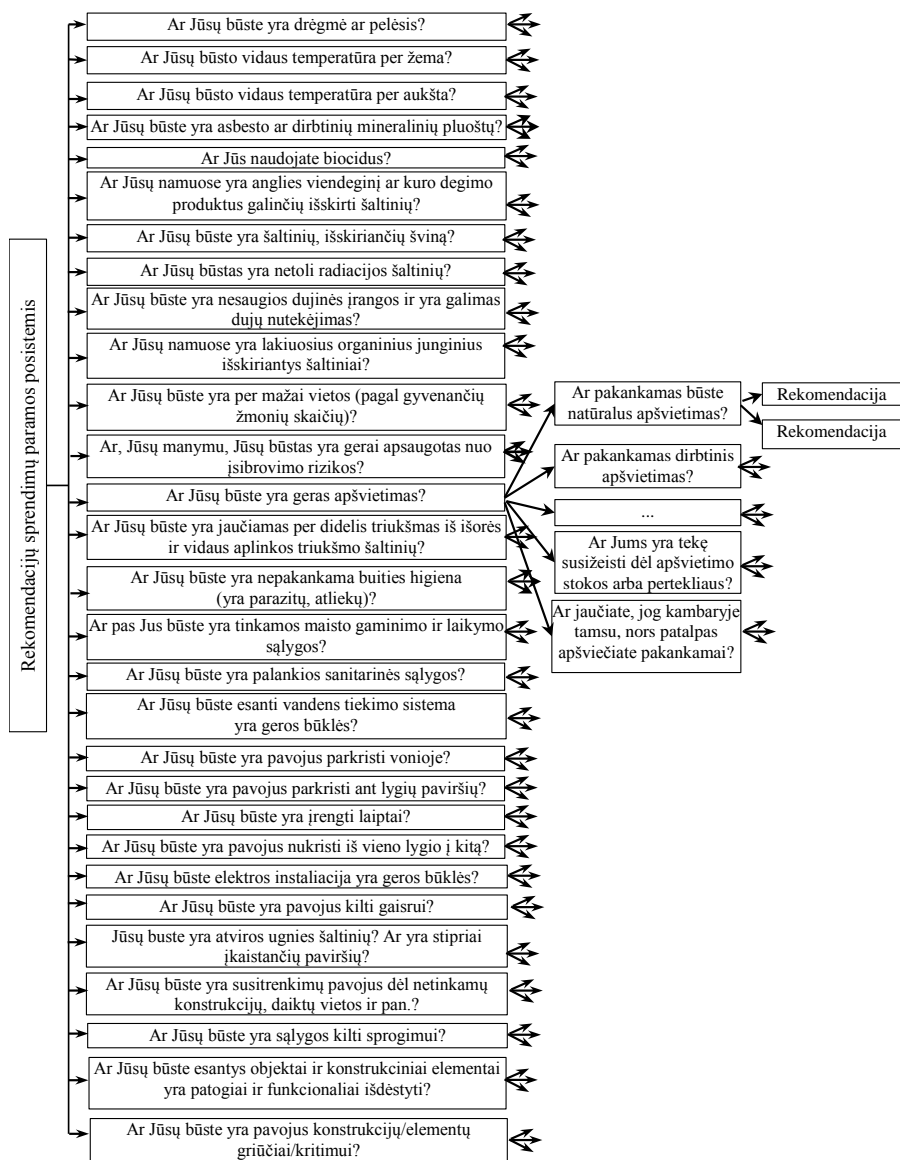 Rekomendacijų sprendimų paramos posistemis
Ar Jūsų būste yra drėgmė ar pelėsis?
Ar Jūsų būsto vidaus temperatūra per žema?
Ar Jūsų būsto vidaus temperatūra per aukšta?
Ar Jūsų būste yra asbesto ar dirbtinių mineralinių pluoštų?
Ar Jūs naudojate biocidus?
Ar Jūsų namuose yra anglies viendeginį ar kuro degimo
produktus galinčių išskirti šaltinių?
Ar Jūsų būste yra šaltinių, išskiriančių šviną?
Ar Jūsų būstas yra netoli radiacijos šaltinių?
Ar Jūsų būste yra nesaugios dujinės įrangos ir yra galimas
dujų nutekėjimas?
Ar Jūsų namuose yra lakiuosius organinius junginius
išskiriantys šaltiniai?
Ar Jūsų būste yra per mažai vietos (pagal gyvenančių
žmonių skaičių)?
Ar, Jūsų manymu, Jūsų būstas yra gerai apsaugotas nuo
įsibrovimo rizikos?
Ar Jūsų būste yra geras apšvietimas?
Ar Jūsų būste yra jaučiamas per didelis triukšmas iš išorės
ir vidaus aplinkos triukšmo šaltinių?
Ar Jūsų būste yra nepakankama buities higiena
(yra parazitų, atliekų)?
Ar pas Jus būste yra tinkamos maisto gaminimo ir laikymo
sąlygos?
Ar Jūsų būste yra palankios sanitarinės sąlygos?
Ar Jūsų būste esanti vandens tiekimo sistema
yra geros būklės?
Ar Jūsų būste yra pavojus parkristi vonioje?
Ar Jūsų būste yra pavojus parkristi ant lygių paviršių?
Ar Jūsų būste yra įrengti laiptai?
Ar Jūsų būste yra pavojus nukristi iš vieno lygio į kitą?
Ar Jūsų būste elektros instaliacija yra geros būklės?
Ar Jūsų būste yra pavojus kilti gaisrui?
Jūsų buste yra atviros ugnies šaltinių? Ar yra stipriai
įkaistančių paviršių?
Ar Jūsų būste yra susitrenkimų pavojus dėl netinkamų
konstrukcijų, daiktų vietos ir pan.?
Ar Jūsų būste yra sąlygos kilti sprogimui?
Ar Jūsų būste esantys objektai ir konstrukciniai elementai
yra patogiai ir funkcionaliai išdėstyti?
Ar Jūsų būste yra pavojus konstrukcijų/elementų
griūčiai/kritimui?
Ar pakankamas būste
natūralus apšvietimas?
Ar pakankamas dirbtinis
apšvietimas?
...
Ar Jums yra tekę
susižeisti dėl apšvietimo
stokos arba pertekliaus?
Ar jaučiate, jog kambaryje
tamsu, nors patalpas
apšviečiate pakankamai?
Rekomendacija
Rekomendacija